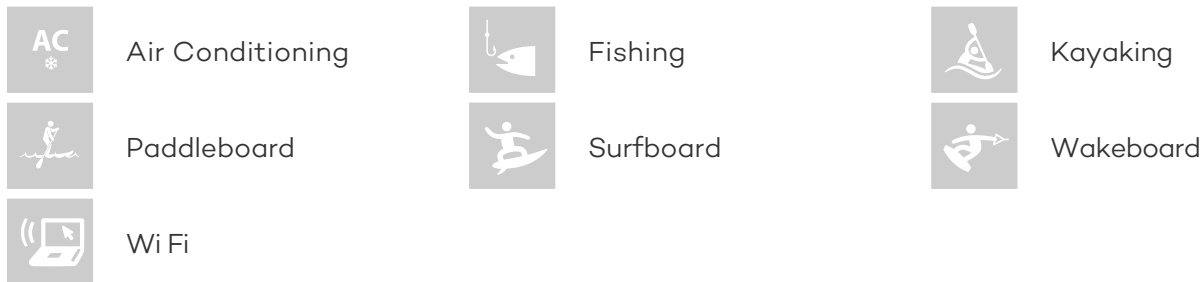 AC
Air Conditioning
Fishing
Kayaking
Paddleboard
Surfboard
Wakeboard
Wi Fi